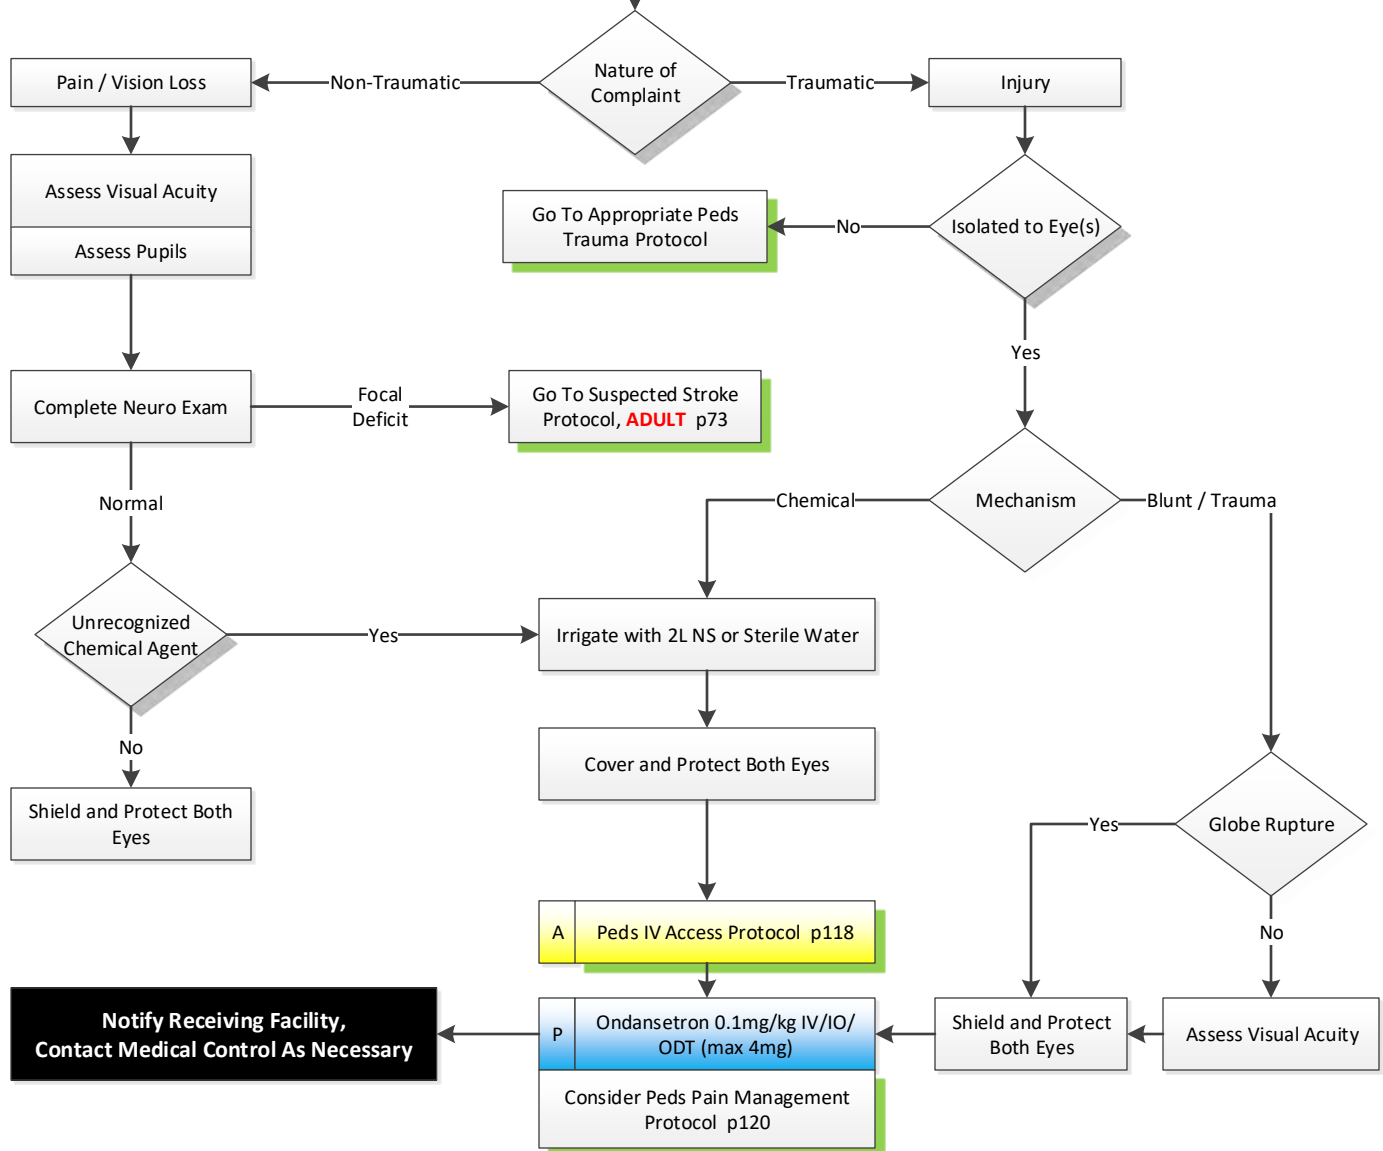 Nature of
Complaint
Non-Traumatic
Traumatic
Pain / Vision Loss
Injury
Assess Visual Acuity
Assess Pupils
Go To Appropriate Peds
Trauma Protocol
No
Isolated to Eye(s)
Yes
Complete Neuro Exam
Focal
Deficit
Go To Suspected Stroke
Protocol, ADULT p73
Normal
Chemical
Mechanism
Blunt / Trauma
Unrecognized
Chemical Agent
Yes
Irrigate with 2L NS or Sterile Water
No
Cover and Protect Both Eyes
Shield and Protect Both
Eyes
Yes
Globe Rupture
No
A
Peds IV Access Protocol p118
Notify Receiving Facility,
Contact Medical Control As Necessary
P
Ondansetron 0.1mg/kg IV/IO/
ODT (max 4mg)
Shield and Protect
Both Eyes
Assess Visual Acuity
Consider Peds Pain Management
Protocol p120